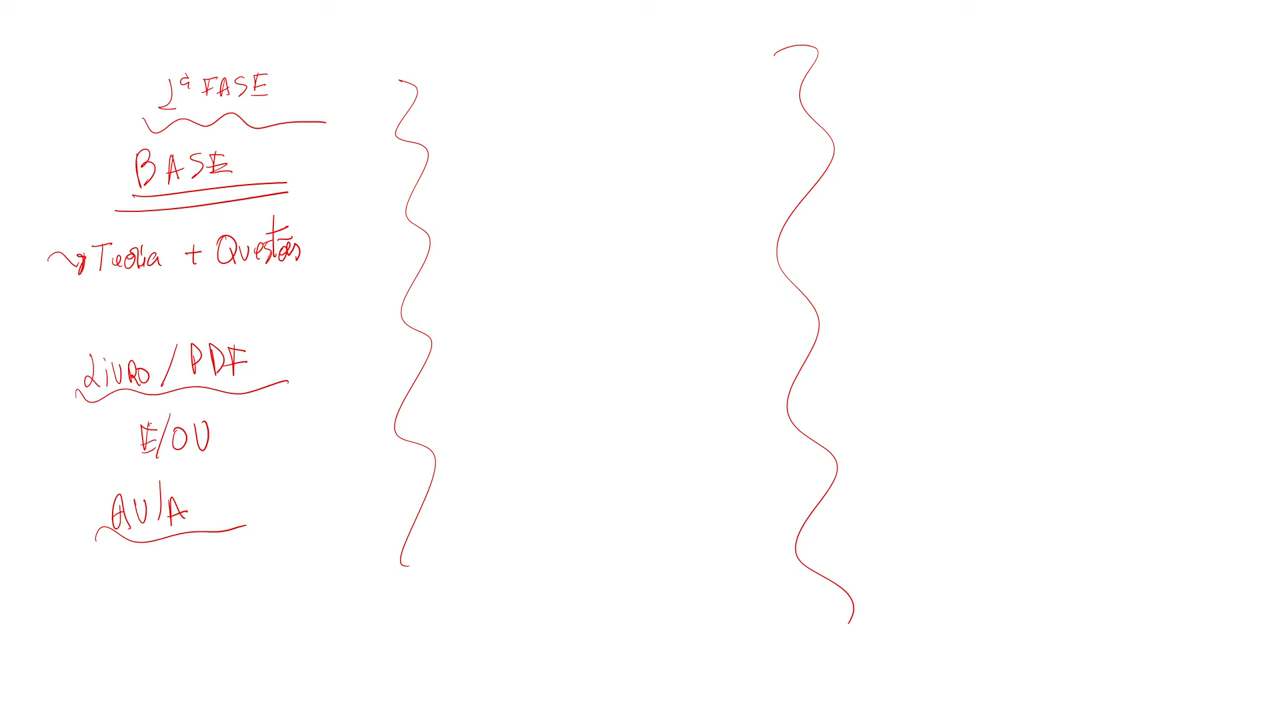 1ª FASE
BASE
Teoria + Questões
LIVRO / PDF
E/OU
AULA